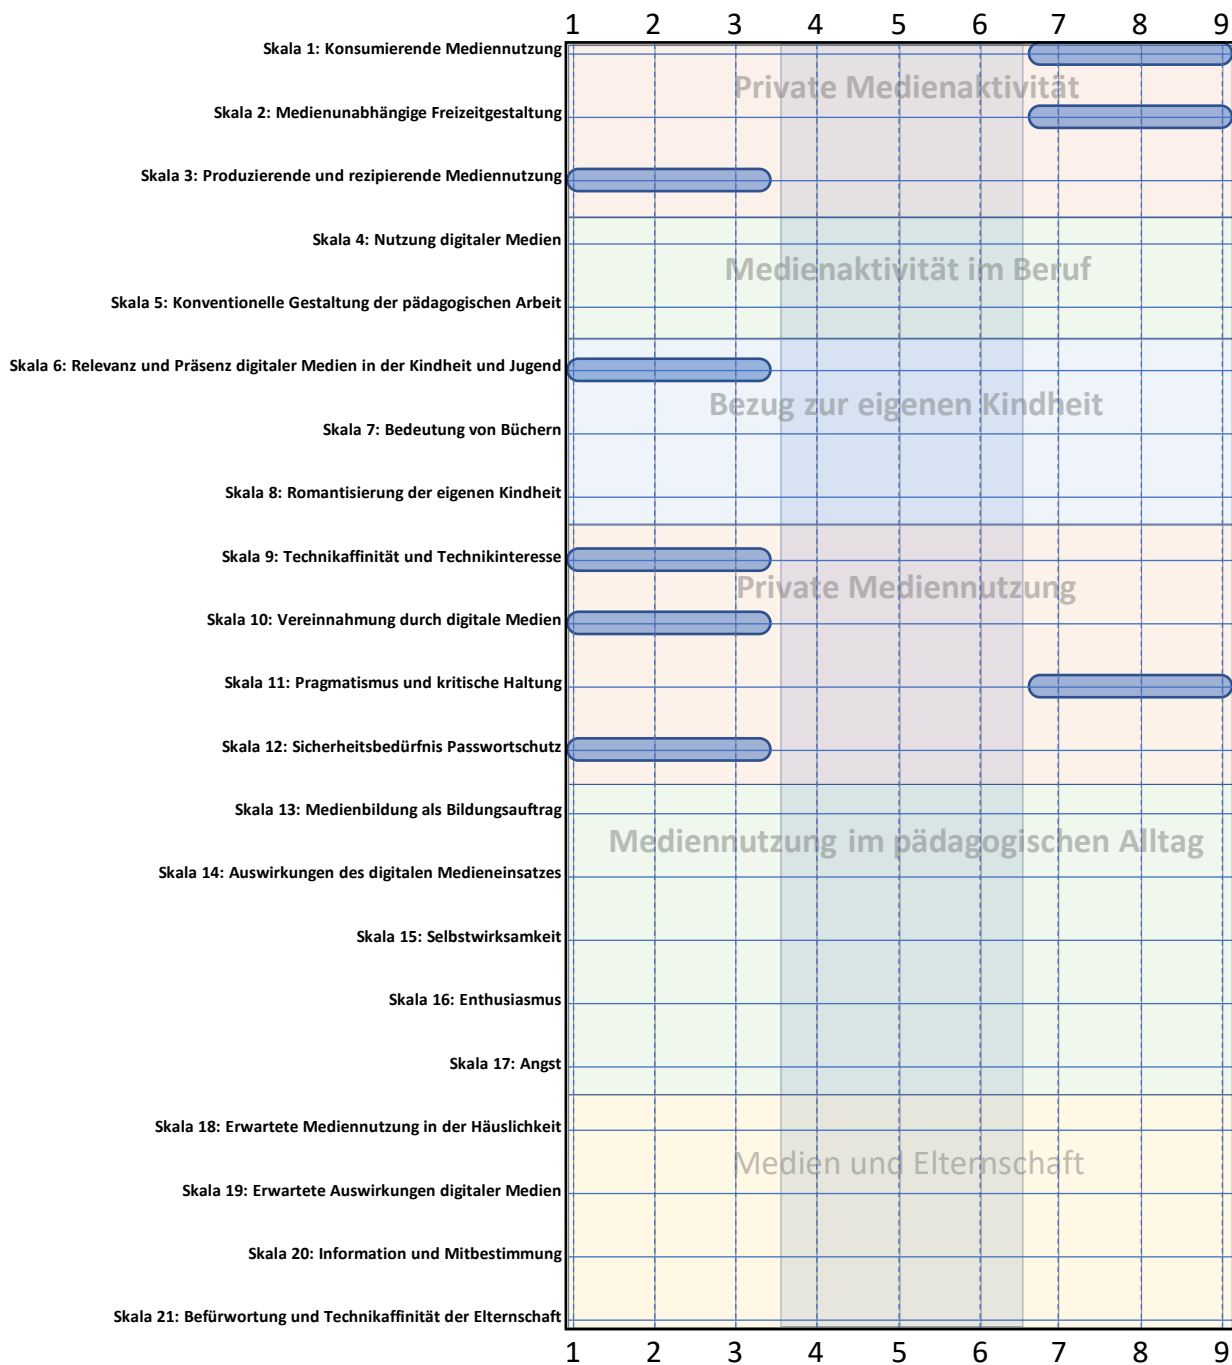 1 2 3 4 5 6 7 8 9
Skala 1: Konsumierende Mediennutzung
Private Medienaktivität
Skala 2: Medienunabhängige Freizeitgestaltung
Skala 3: Produzierende und rezipierende Mediennutzung
Skala 4: Nutzung digitaler Medien
Medienaktivität im Beruf
Skala 5: Konventionelle Gestaltung der pädagogischen Arbeit
Skala 6: Relevanz und Präsenz digitaler Medien in der Kindheit und Jugend
Bezug zur eigenen Kindheit
Skala 7: Bedeutung von Büchern
Skala 8: Romantisierung der eigenen Kindheit
Skala 9: Technikaffinität und Technikinteresse
Private Mediennutzung
Skala 10: Vereinnahmung durch digitale Medien
Skala 11: Pragmatismus und kritische Haltung
Skala 12: Sicherheitsbedürfnis Passwortschutz
Skala 13: Medienbildung als Bildungsauftrag
Mediennutzung im pädagogischen Alltag
Skala 14: Auswirkungen des digitalen Medieneinsatzes
Skala 15: Selbstwirksamkeit
Skala 16: Enthusiasmus
Skala 17: Angst
Skala 18: Erwartete Mediennutzung in der Häuslichkeit
Medien und Elternschaft
Skala 19: Erwartete Auswirkungen digitaler Medien
Skala 20: Information und Mitbestimmung
Skala 21: Befürwortung und Technikaffinität der Elternschaft
1 2 3 4 5 6 7 8 9